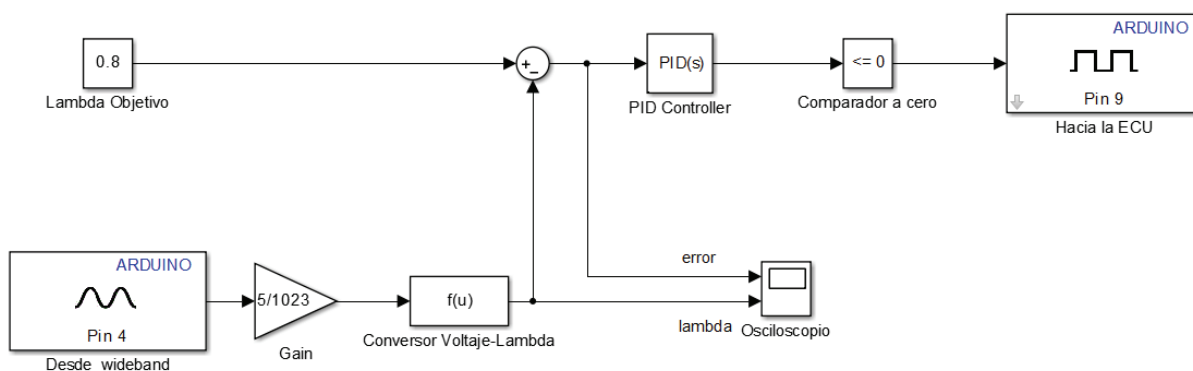 ARDUINO
0.8
+
−
PID(s)
<= 0
Pin 9
Lambda Objetivo
PID Controller
Comparador a cero
Hacia la ECU
ARDUINO
error
5/1023
f(u)
Pin 4
lambda
Osciloscopio
Desde wideband
Gain
Conversor Voltaje-Lambda